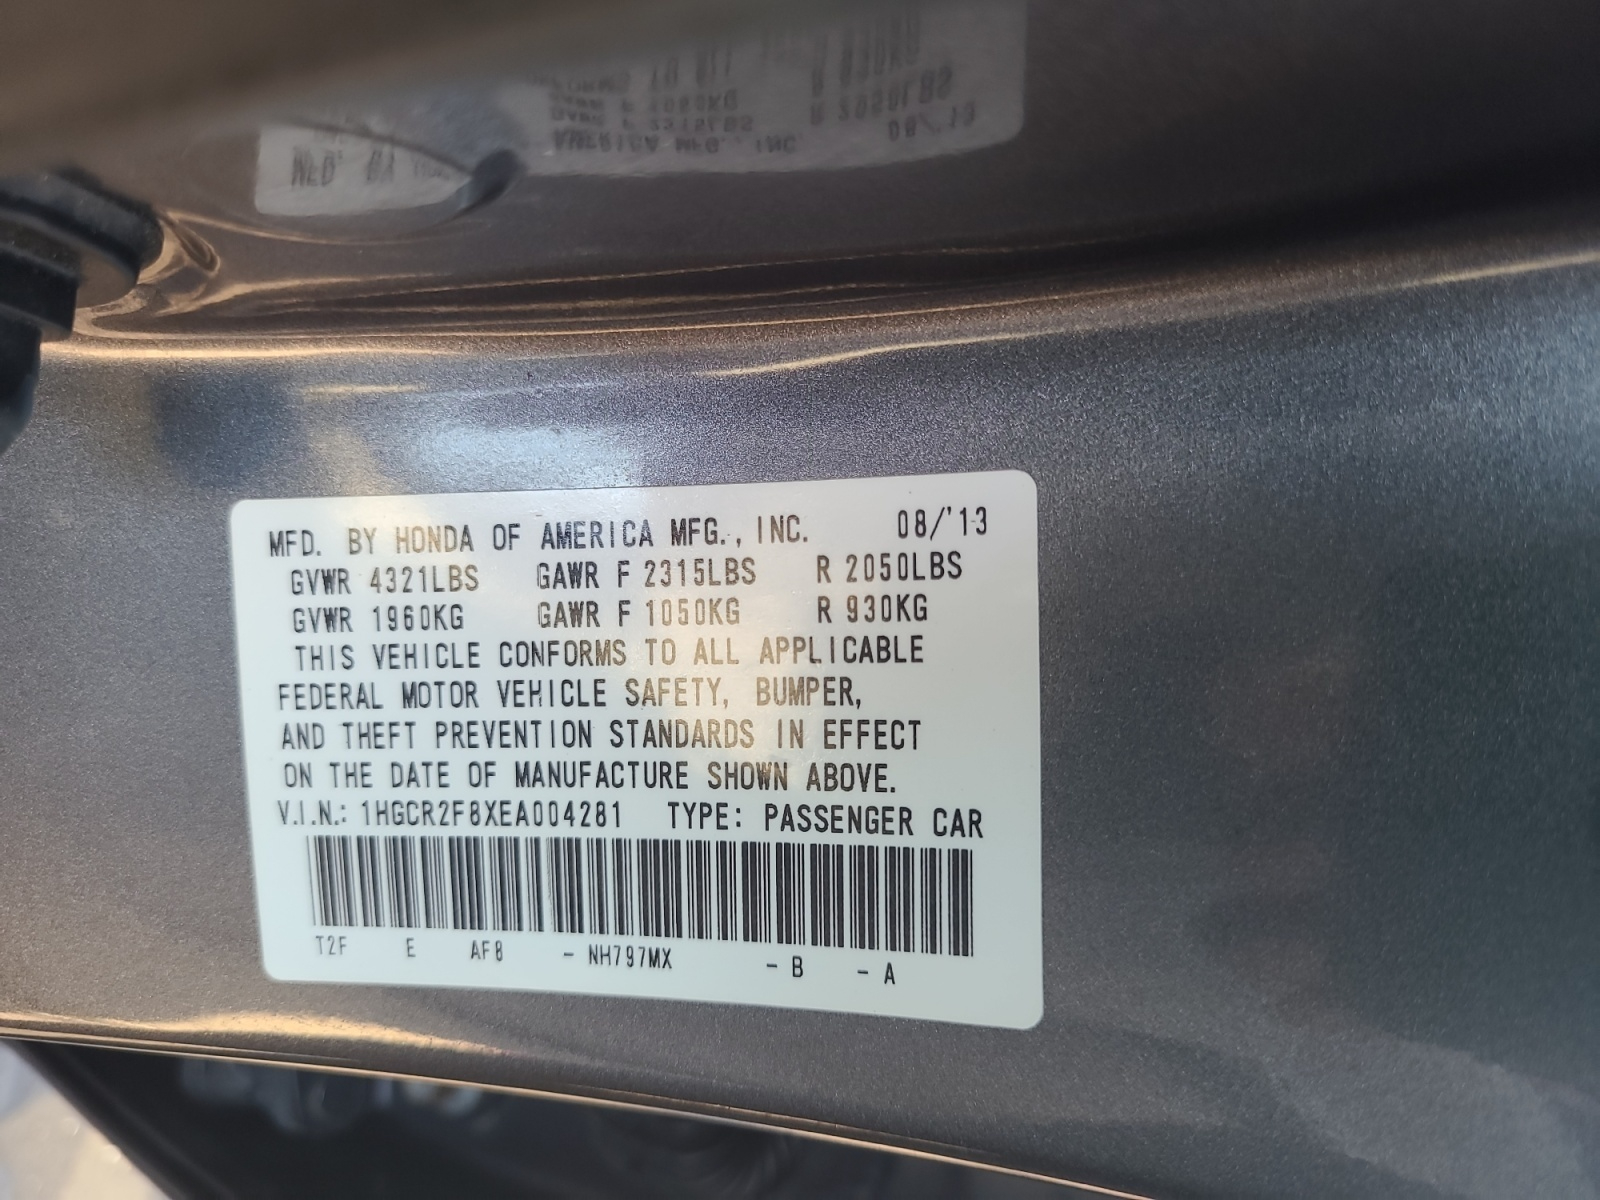 MFD. BY HONDA OF AMERICA MFG., INC. 08/'13
GVWR 4321LBS GAWR F 2315LBS R 2050LBS
GVWR 1960KG GAWR F 1050KG R 930KG
THIS VEHICLE CONFORMS TO ALL APPLICABLE
FEDERAL MOTOR VEHICLE SAFETY, BUMPER,
AND THEFT PREVENTION STANDARDS IN EFFECT
ON THE DATE OF MANUFACTURE SHOWN ABOVE.
V.I.N.: 1HGCR2F8XEA004281 TYPE: PASSENGER CAR
T2F E AF8 - NH797MX - B - A